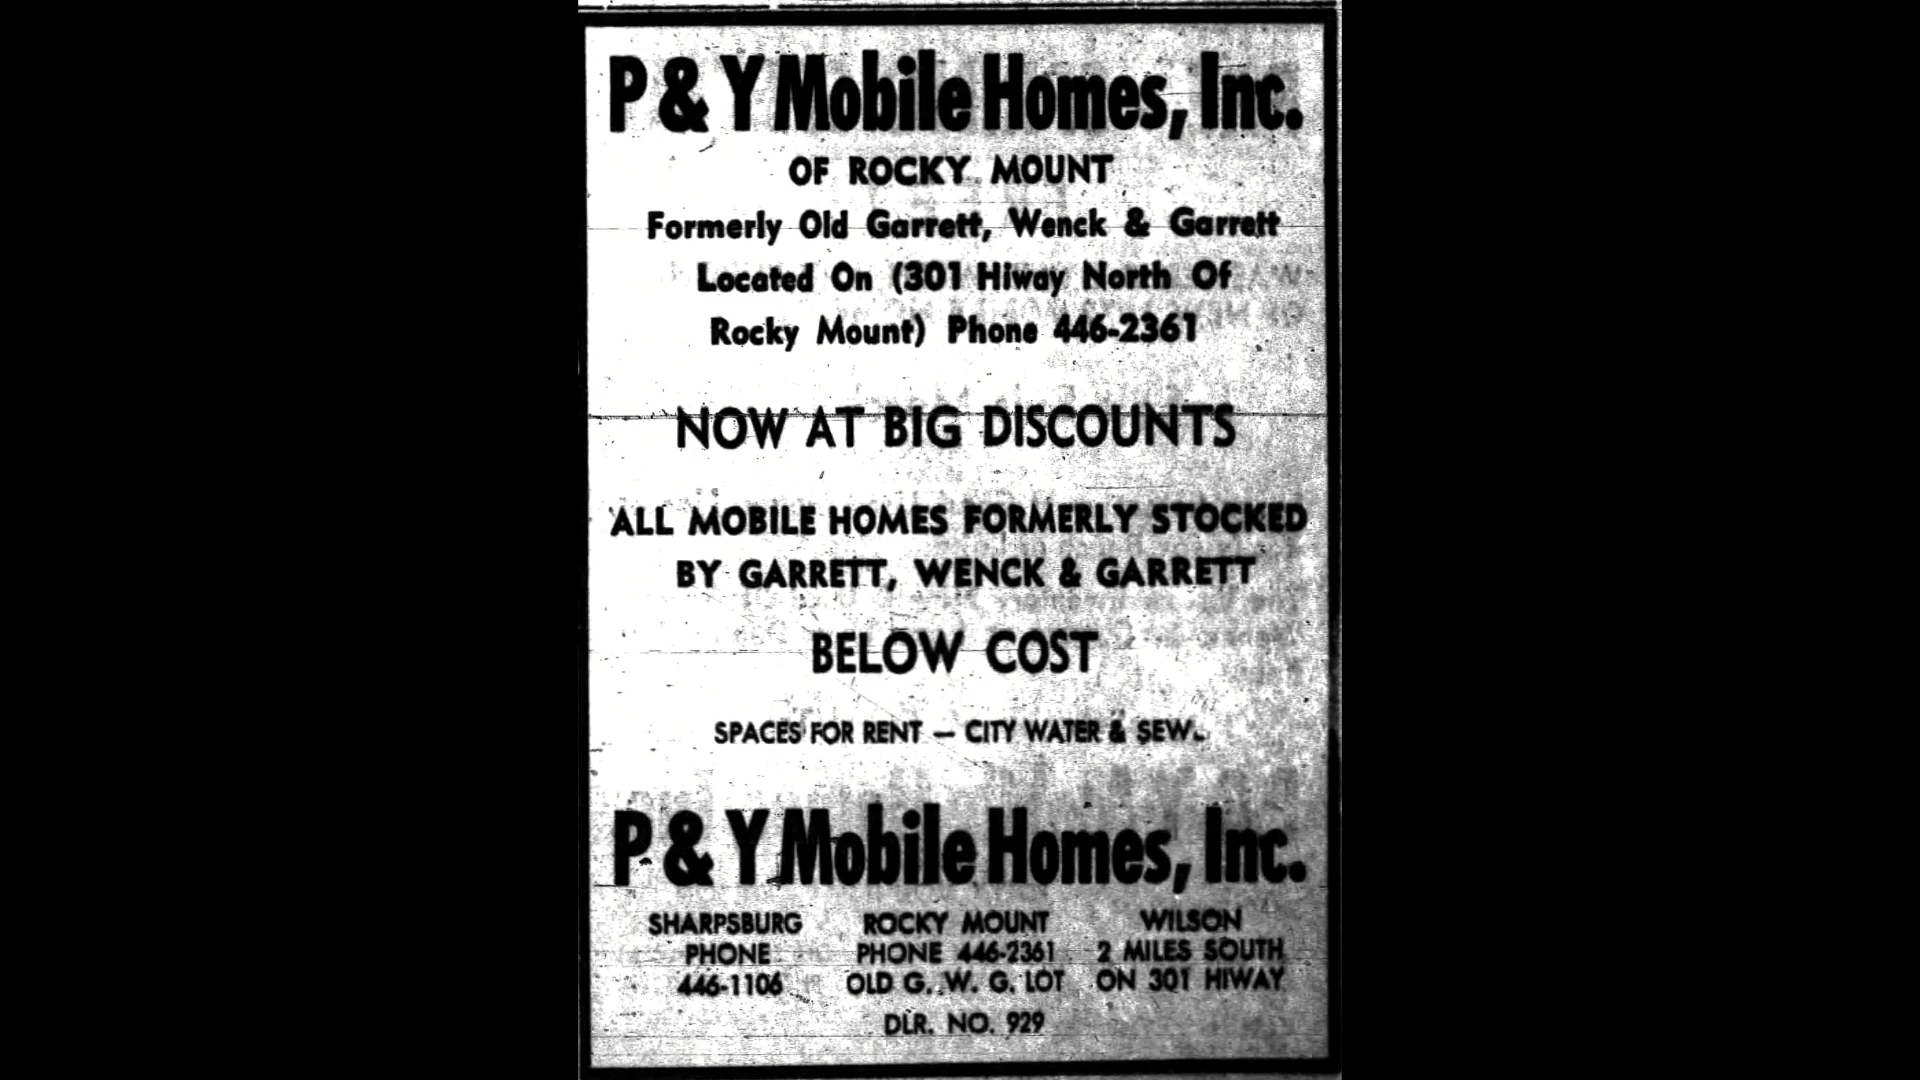 P & Y Mobile Homes, Inc.
OF ROCKY MOUNT
Formerly Old Garrett, Wenck & Garrett
Located On (301 Hiway North Of
Rocky Mount) Phone 446-2361
NOW AT BIG DISCOUNTS
ALL MOBILE HOMES FORMERLY STOCKED
BY GARRETT, WENCK & GARRETT
BELOW COST
SPACES FOR RENT — CITY WATER &
P & Y Mobile Homes, Inc.
SHARPSBURG
PHONE
446-1106
ROCKY MOUNT
PHONE 446-2361
OLD G. W. G. LOT
WILSON
2 MILES SOUTH
ON 301 HIWAY
DLR. NO. 929